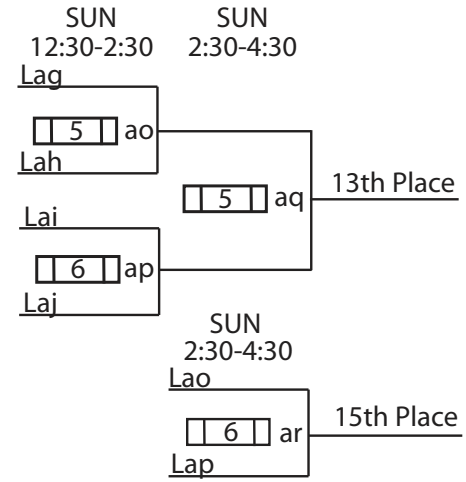 SUN
12:30-2:30
SUN
2:30-4:30
Lag
5
ao
Lah
5
aq
13th Place
Lai
6
ap
Laj
SUN
2:30-4:30
Lao
6
ar
15th Place
Lap